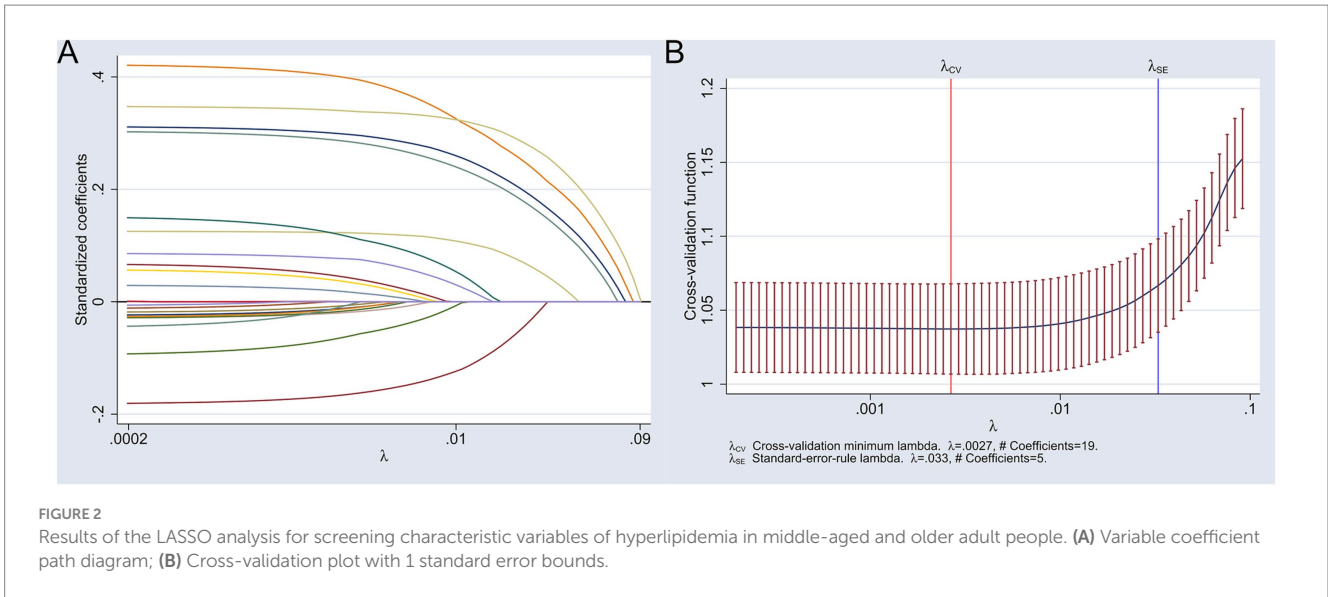 A
Standardized coefficients
.4
.2
0
-.2
.0002
.01
.09
λ
B
λCV
λSE
Cross-validation function
1.2
1.15
1.1
1.05
1
.001
.01
.1
λ
λCV Cross-validation minimum lambda. λ=.0027, # Coefficients=19.
λSE Standard-error-rule lambda. λ=.033, # Coefficients=5.
FIGURE 2
Results of the LASSO analysis for screening characteristic variables of hyperlipidemia in middle-aged and older adult people. (A) Variable coefficient
path diagram; (B) Cross-validation plot with 1 standard error bounds.